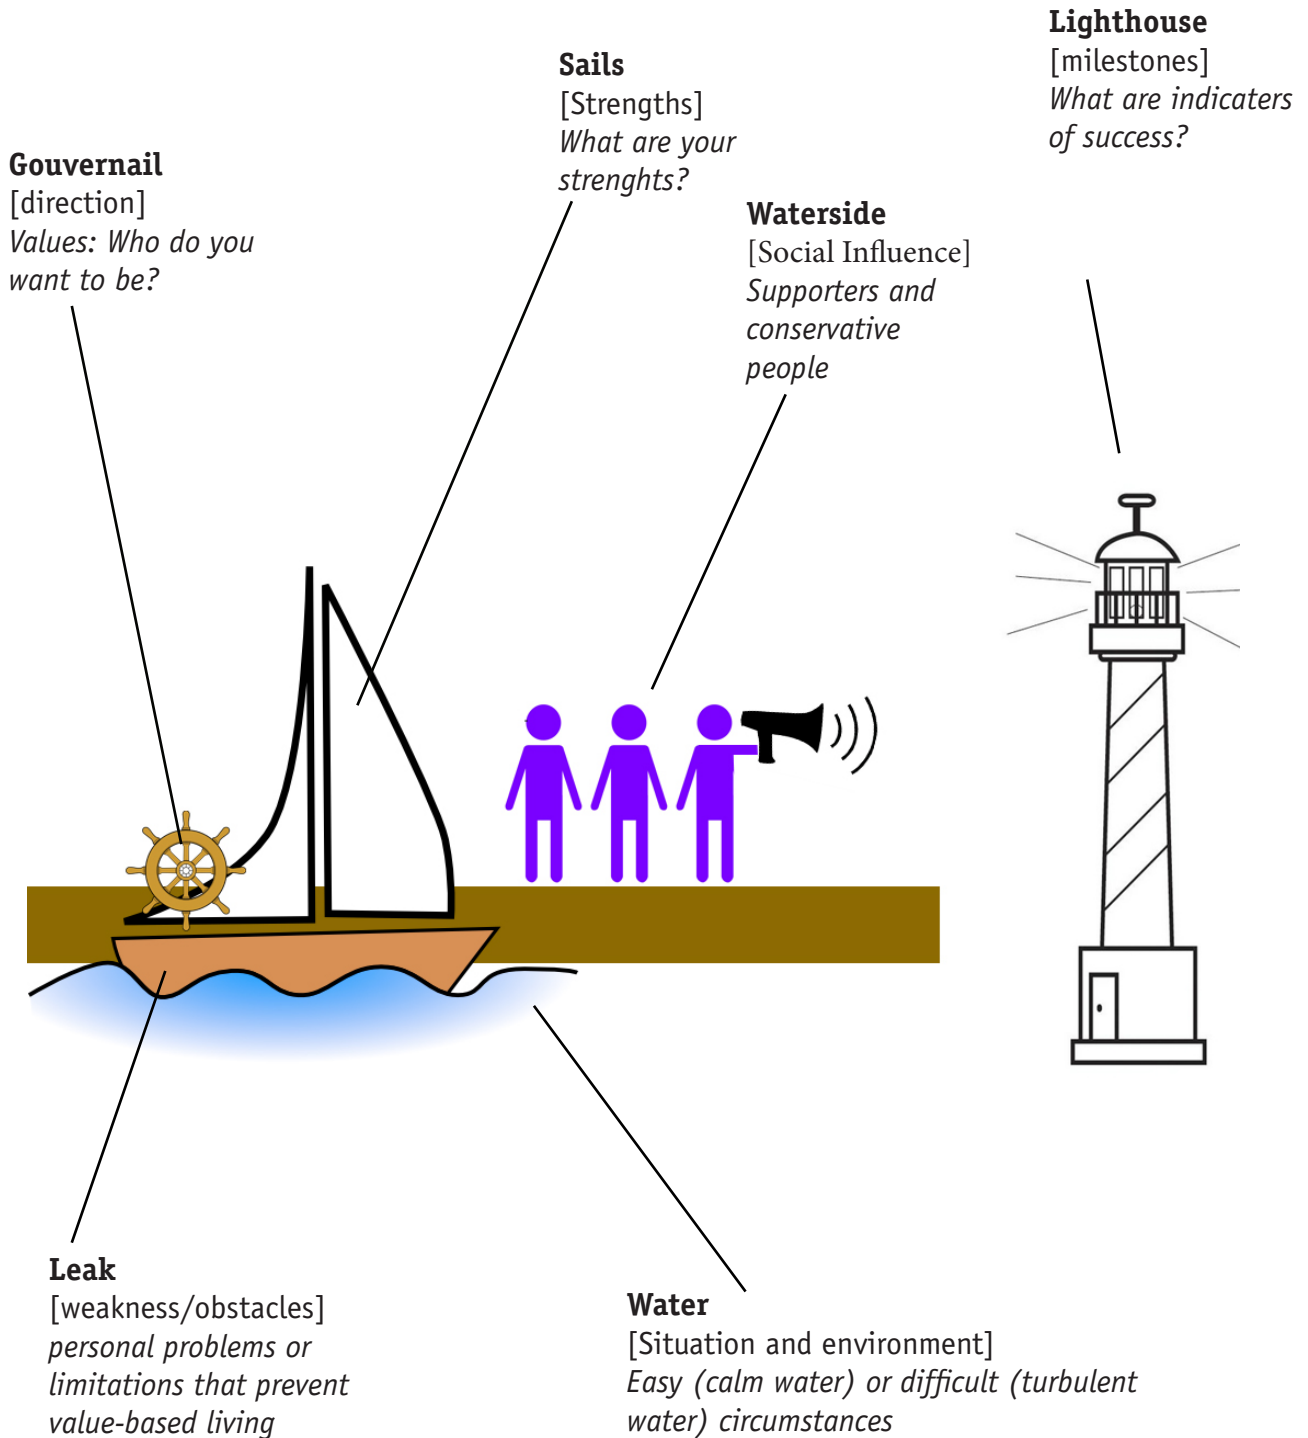 Lighthouse
[milestones]
What are indicaters
of success?
Sails
[Strengths]
What are your
strenghts?
Gouvernail
[direction]
Values: Who do you
want to be?
Waterside
[Social Influence]
Supporters and
conservative
people
Leak
[weakness/obstacles]
personal problems or
limitations that prevent
value-based living
Water
[Situation and environment]
Easy (calm water) or difficult (turbulent
water) circumstances